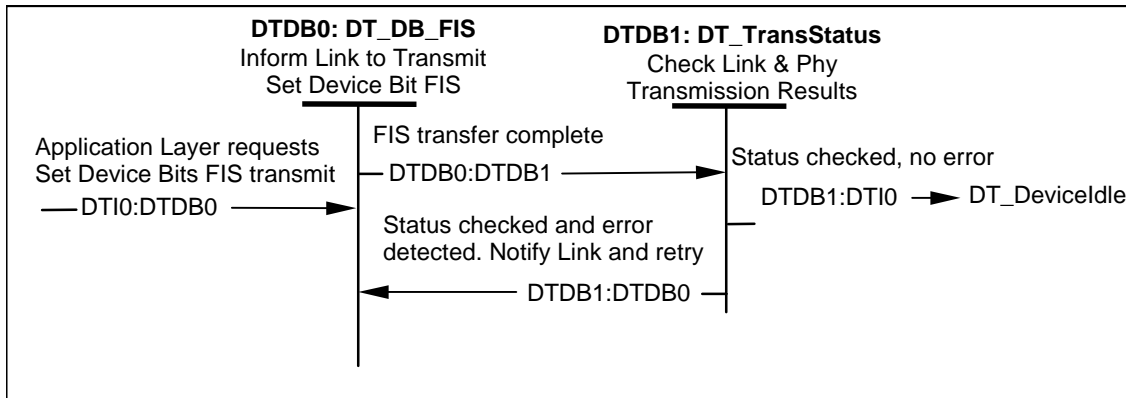 DTDB0: DT_DB_FIS
Inform Link to Transmit
Set Device Bit FIS
DTDB1: DT_TransStatus
Check Link & Phy
Transmission Results
Application Layer requests
Set Device Bits FIS transmit
DTI0:DTDB0
FIS transfer complete
DTDB0:DTDB1
Status checked, no error
DTDB1:DTI0
DT_DeviceIdle
Status checked and error
detected. Notify Link and retry
DTDB1:DTDB0